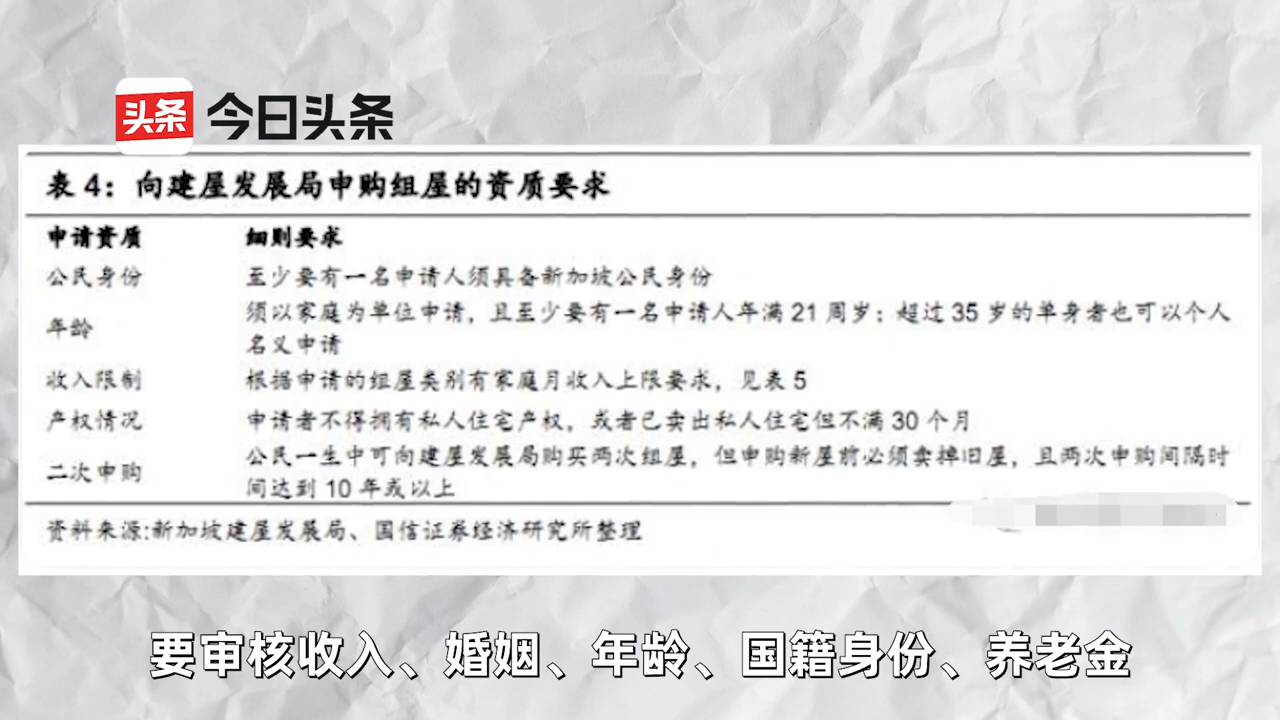 头条 今日头条
表 4：向建屋发展局申购组屋的资质要求
申请资质 细则要求
公民身份 至少要有一名申请人须具备新加坡公民身份
年龄 须以家庭为单位申请，且至少要有一名申请人年满 21 周岁；超过 35 岁的单身者也可以个人
名义申请
收入限制 根据申请的组屋类别有家庭月收入上限要求，见表 5
产权情况 申请者不得拥有私人住宅产权，或者已卖出私人住宅但不满 30 个月
二次申购 公民一生中可向建屋发展局购买两次组屋，但申购新屋前必须卖掉旧屋，且两次申购间隔时
间达到 10 年或以上
资料来源:新加坡建屋发展局、国信证券经济研究所整理
要审核收入、婚姻、年龄、国籍身份、养老金